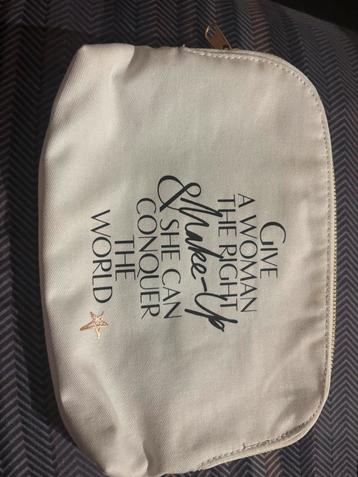 GIVE
A WOMAN
THE RIGHT
Make-Up
& SHE CAN
CONQUER
THE
WORLD